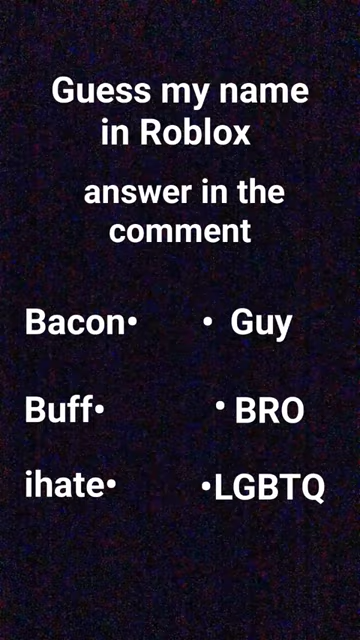 Guess my name
in Roblox
answer in the
comment
Bacon• • Guy
Buff• • BRO
ihate• •LGBTQ